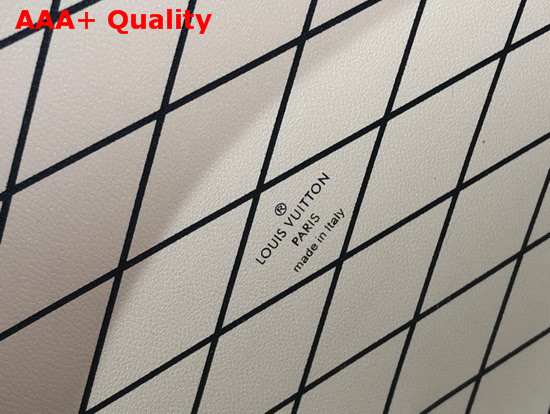 AAA+ Quality
®
LOUIS VUITTON
PARIS
made in Italy